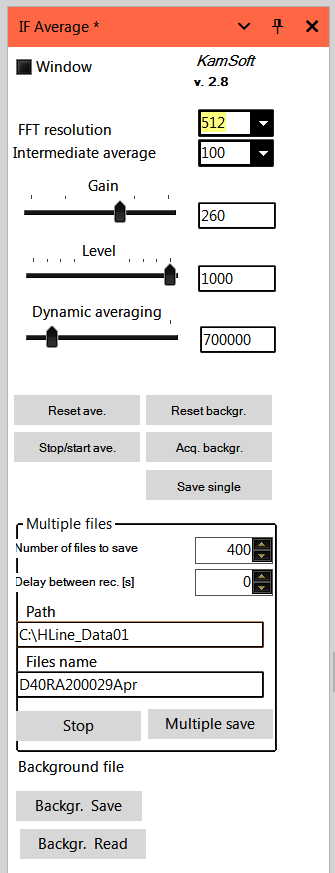 IF Average *
Window
KamSoft
v. 2.8
FFT resolution 512
Intermediate average 100
Gain
260
Level
1000
Dynamic averaging
700000
Reset ave. Reset backgr.
Stop/start ave. Acq. backgr.
Save single
Multiple files
Number of files to save 400
Delay between rec. [s] 0
Path
C:\HLine_Data01
Files name
D40RA200029Apr
Stop Multiple save
Background file
Backgr. Save
Backgr. Read